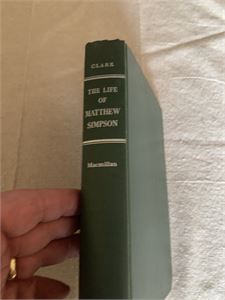 CLARK
THE LIFE
OF
MATTHEW
SIMPSON
Macmillan